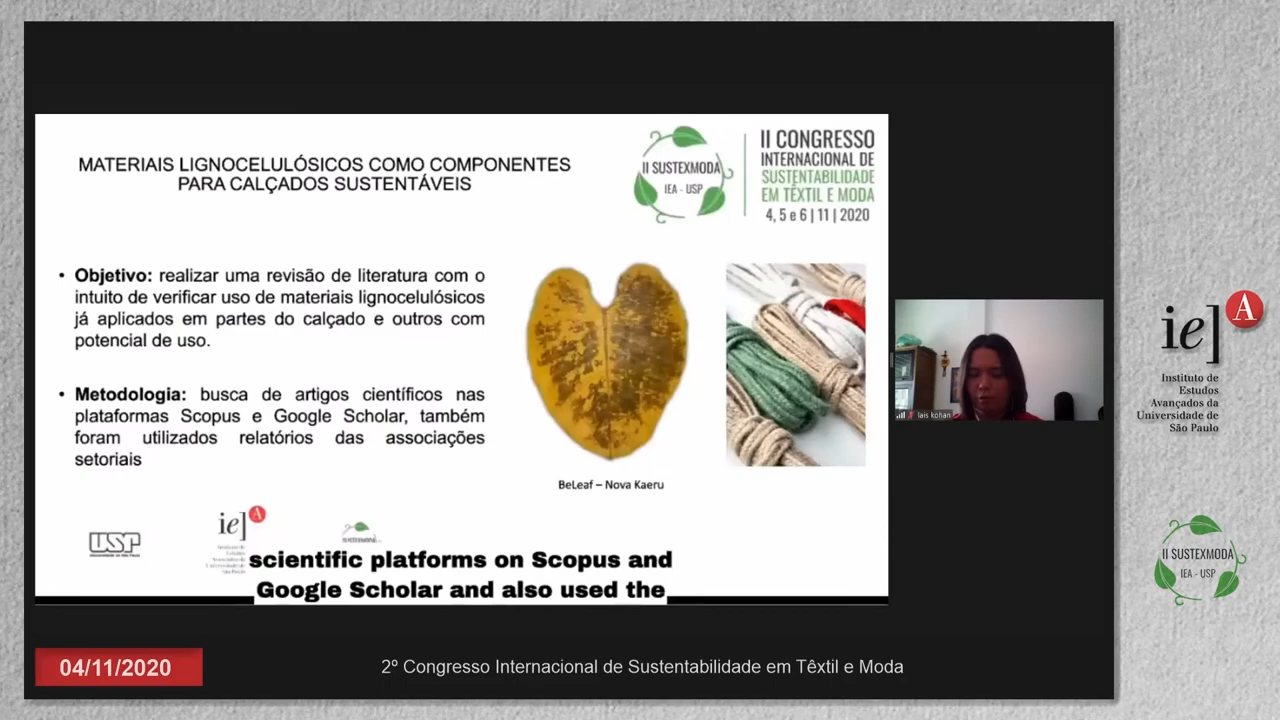 MATERIAIS LIGNOCELULÓSICOS COMO COMPONENTES
PARA CALÇADOS SUSTENTÁVEIS
II SUSTEXMODA
IEA - USP
II CONGRESSO
INTERNACIONAL DE
SUSTENTABILIDADE
EM TÊXTIL E MODA
4, 5 e 6 | 11 | 2020
• Objetivo: realizar uma revisão de literatura com o
intuito de verificar uso de materiais lignocelulósicos
já aplicados em partes do calçado e outros com
potencial de uso.
• Metodologia: busca de artigos científicos nas
plataformas Scopus e Google Scholar, também
foram utilizados relatórios das associações
setoriais
BeLeaf – Nova Kaeru
USP
ie] A
scientific platforms on Scopus and
Google Scholar and also used the
lais kohan
ie] A
Instituto de
Estudos
Avançados da
Universidade de
São Paulo
II SUSTEXMODA
IEA - USP
04/11/2020
2º Congresso Internacional de Sustentabilidade em Têxtil e Moda